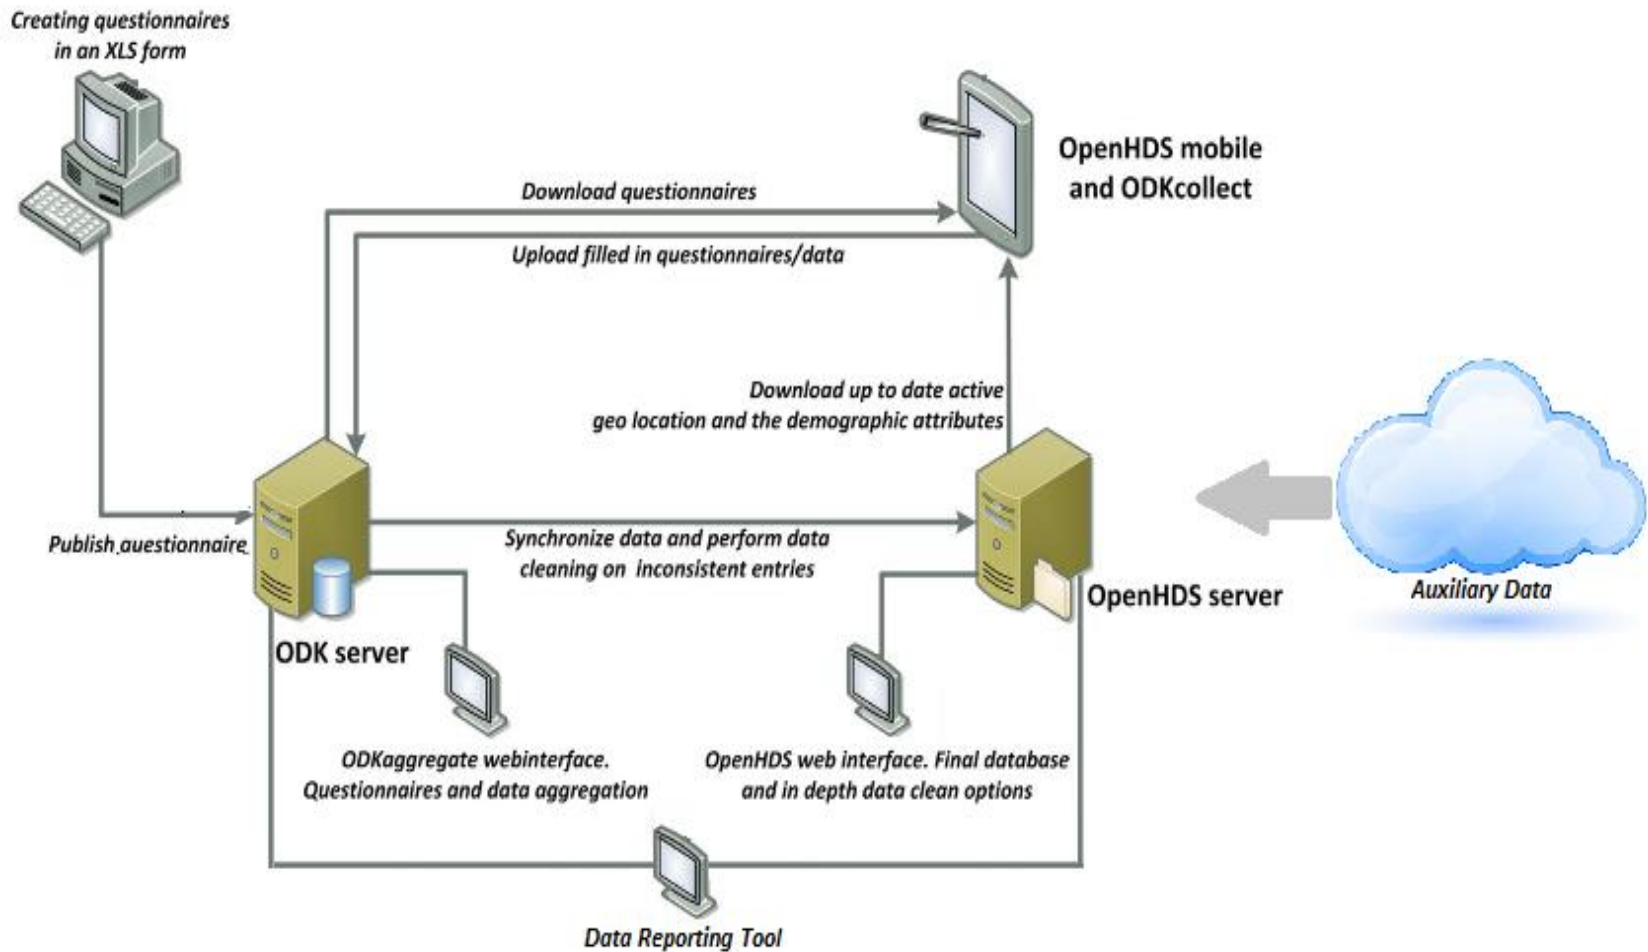 Creating questionnaires
in an XLS form
OpenHDS mobile
and ODKcollect
Download questionnaires
Upload filled in questionnaires/data
Download up to date active
geo location and the demographic attributes
Publish auestionnaire
Synchronize data and perform data
cleaning on inconsistent entries
OpenHDS server
Auxiliary Data
ODK server
ODKaggregate webinterface.
Questionnaires and data aggregation
OpenHDS web interface. Final database
and in depth data clean options
Data Reporting Tool